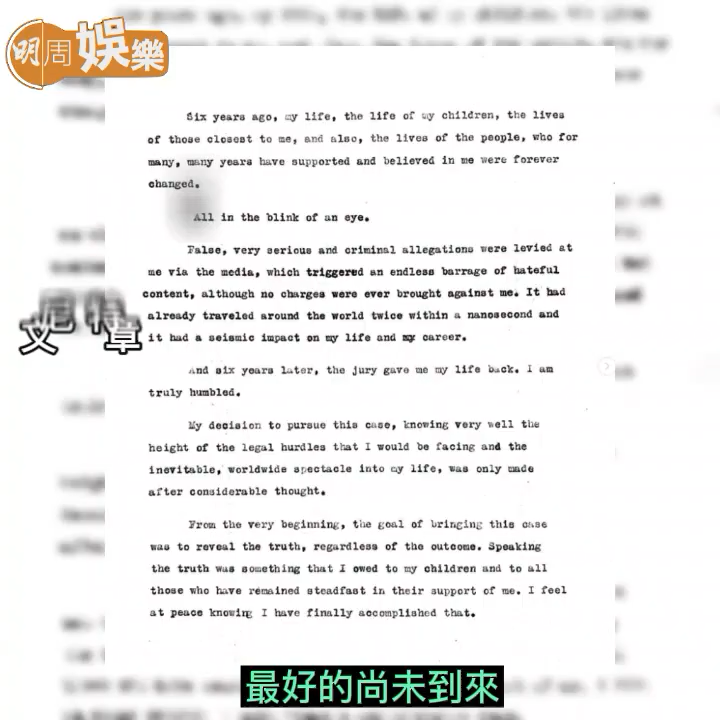 明周娛樂
Six years ago, my life, the life of my children, the lives
of those closest to me, and also, the lives of the people, who for
many, many years have supported and believed in me were forever
changed.
All in the blink of an eye.
False, very serious and criminal allegations were levied at
me via the media, which triggered an endless barrage of hateful
content, although no charges were ever brought against me. It had
already traveled around the world twice within a nanosecond and
it had a seismic impact on my life and my career.
And six years later, the jury gave me my life back. I am
truly humbled.
My decision to pursue this case, knowing very well the
height of the legal hurdles that I would be facing and the
inevitable, worldwide spectacle into my life, was only made
after considerable thought.
From the very beginning, the goal of bringing this case
was to reveal the truth, regardless of the outcome. Speaking
the truth was something that I owed to my children and to all
those who have remained steadfast in their support of me. I feel
at peace knowing I have finally accomplished that.
文章
最好的尚未到來